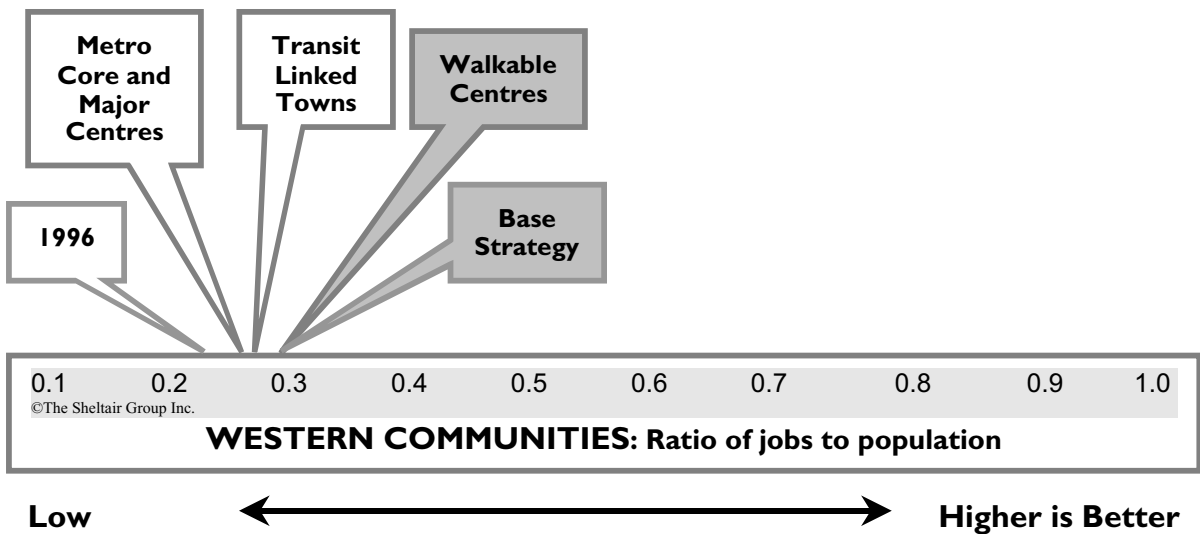 Metro
Core and
Major
Centres
Transit
Linked
Towns
Walkable
Centres
1996
Base
Strategy
0.1 0.2 0.3 0.4 0.5 0.6 0.7 0.8 0.9 1.0
©The Sheltair Group Inc.
WESTERN COMMUNITIES: Ratio of jobs to population
Low Higher is Better